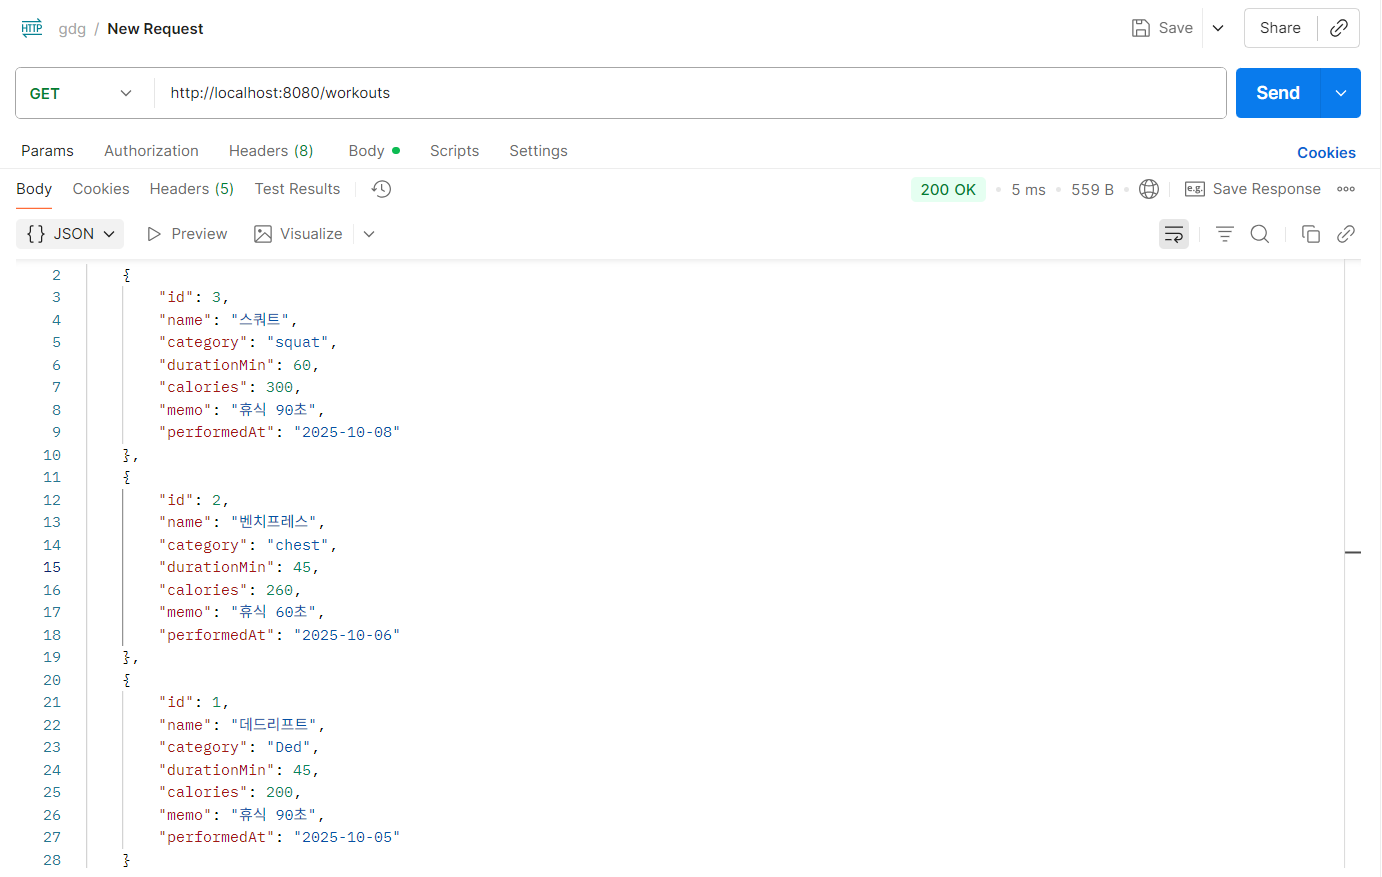 HTTP gdg / New Request Save Share
GET http://localhost:8080/workouts Send
Params Authorization Headers (8) Body Scripts Settings Cookies
Body Cookies Headers (5) Test Results 200 OK 5 ms 559 B e.g. Save Response
{} JSON Preview Visualize
2 {
3 "id": 3,
4 "name": "스쿼트",
5 "category": "squat",
6 "durationMin": 60,
7 "calories": 300,
8 "memo": "휴식 90초",
9 "performedAt": "2025-10-08"
10 },
11 {
12 "id": 2,
13 "name": "벤치프레스",
14 "category": "chest",
15 "durationMin": 45,
16 "calories": 260,
17 "memo": "휴식 60초",
18 "performedAt": "2025-10-06"
19 },
20 {
21 "id": 1,
22 "name": "데드리프트",
23 "category": "Ded",
24 "durationMin": 45,
25 "calories": 200,
26 "memo": "휴식 90초",
27 "performedAt": "2025-10-05"
28 }